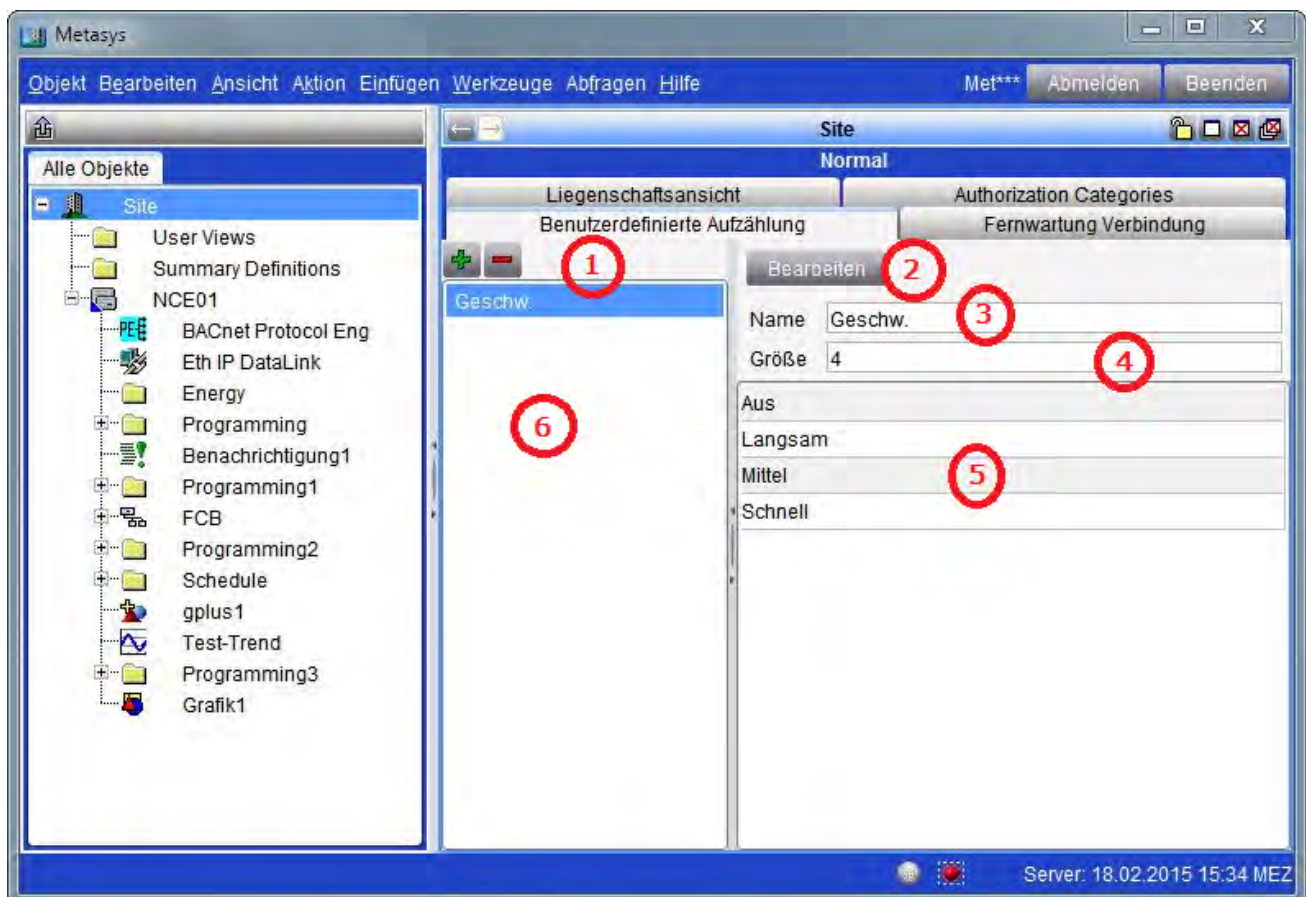 Metasys
Objekt Bearbeiten Ansicht Aktion Einfügen Werkzeuge Abfragen Hilfe Met*** Abmelden Beenden
Site
Normal
Alle Objekte
Liegenschaftsansicht Authorization Categories
Benutzerdefinierte Aufzählung Fernwartung Verbindung
Site
User Views
Summary Definitions
NCE01
PE BACnet Protocol Eng
Eth IP DataLink
Energy
Programming
Benachrichtigung1
Programming1
FCB
Programming2
Schedule
gplus1
Test-Trend
Programming3
Grafik1
1
Geschw.
6
Bearbeiten 2
Name Geschw. 3
Größe 4 4
Aus
Langsam
Mittel 5
Schnell
Server: 18.02.2015 15:34 MEZ